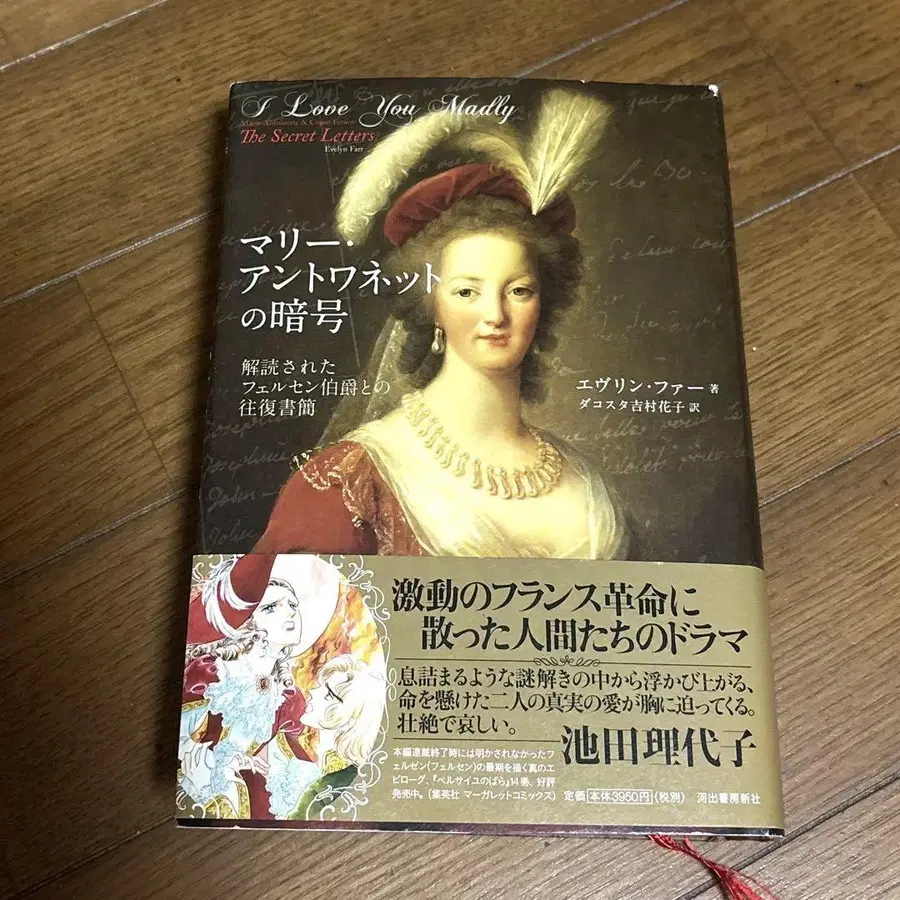 I Love You Madly
Marie-Antoinette & Count Fersen
The Secret Letters
Evelyn Farr
マリー・
アントワネット
の暗号
解読された
フェルセン伯爵との
往復書簡
エヴリン・ファー 著
ダコスタ吉村花子 訳
激動のフランス革命に
散った人間たちのドラマ
息詰まるような謎解きの中から浮かび上がる、
命を懸けた二人の真実の愛が胸に迫ってくる。
壮絶で哀しい。
池田理代子
本編連載終了時には明かされなかったフ
ェルゼン(フェルセン)の最期を描く真のエ
ピローグ、『ベルサイユのばら』14巻、好評
発売中。(集英社 マーガレットコミックス)
定価 本体3950円 (税別)
河出書房新社